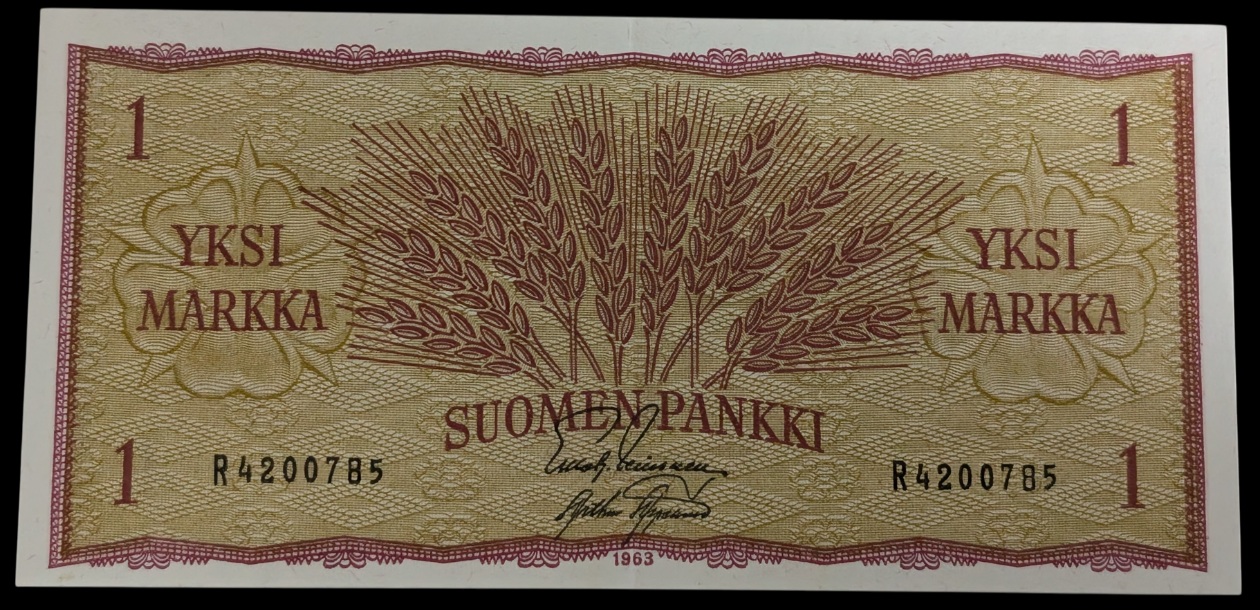 1 1
YKSI YKSI
MARKKA MARKKA
SUOMEN PANKKI
1 R4200785 R4200785 1
1963